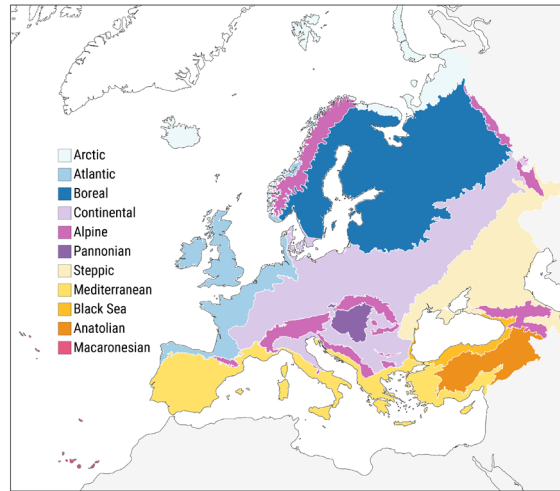 Arctic
Atlantic
Boreal
Continental
Alpine
Pannonian
Steppic
Mediterranean
Black Sea
Anatolian
Macaronesian